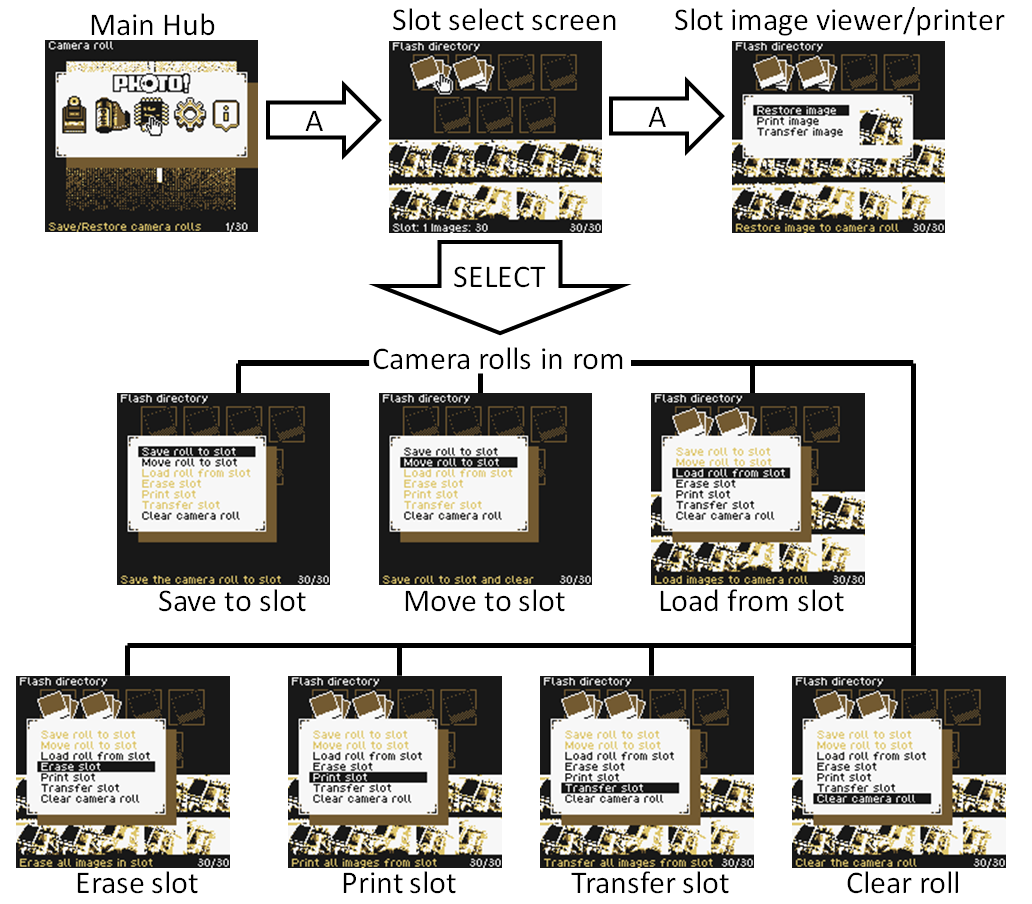 Main Hub
Slot select screen
Slot image viewer/printer
Camera roll
PHOTO!
Save/Restore camera rolls 1/30
A
Flash directory
Slot: 1 Images: 30 30/30
A
Flash directory
Restore image
Print image
Transfer image
Restore image to camera roll 30/30
SELECT
Camera rolls in rom
Flash directory
Save roll to slot
Move roll to slot
Load roll from slot
Erase slot
Print slot
Transfer slot
Clear camera roll
Save the camera roll to slot 30/30
Save to slot
Flash directory
Save roll to slot
Move roll to slot
Load roll from slot
Erase slot
Print slot
Transfer slot
Clear camera roll
Save roll to slot and clear 30/30
Move to slot
Flash directory
Save roll to slot
Move roll to slot
Load roll from slot
Erase slot
Print slot
Transfer slot
Clear camera roll
Load images to camera roll 30/30
Load from slot
Flash directory
Save roll to slot
Move roll to slot
Load roll from slot
Erase slot
Print slot
Transfer slot
Clear camera roll
Erase all images in slot 30/30
Erase slot
Flash directory
Save roll to slot
Move roll to slot
Load roll from slot
Erase slot
Print slot
Transfer slot
Clear camera roll
Print all images from slot 30/30
Print slot
Flash directory
Save roll to slot
Move roll to slot
Load roll from slot
Erase slot
Print slot
Transfer slot
Clear camera roll
Transfer all images from slot 30/30
Transfer slot
Flash directory
Save roll to slot
Move roll to slot
Load roll from slot
Erase slot
Print slot
Transfer slot
Clear camera roll
Clear the camera roll 30/30
Clear roll